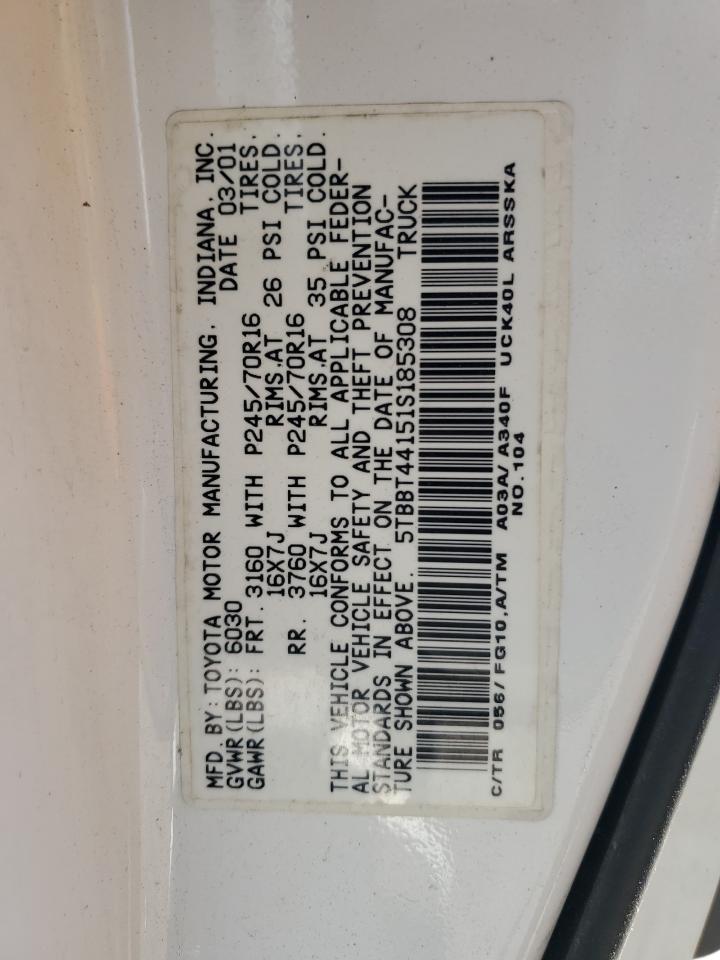 MFD. BY: TOYOTA MOTOR MANUFACTURING, INDIANA, INC.
GVWR(LBS): 6030 DATE 03/01
GAWR(LBS): FRT. 3160 WITH P245/70R16 TIRES.
16X7J RIMS.AT 26 PSI COLD.
RR. 3760 WITH P245/70R16 TIRES.
16X7J RIMS.AT 35 PSI COLD.
THIS VEHICLE CONFORMS TO ALL APPLICABLE FEDER-
AL MOTOR VEHICLE SAFETY AND THEFT PREVENTION
STANDARDS IN EFFECT ON THE DATE OF MANUFAC-
TURE SHOWN ABOVE. 5TBBT44151S185308 TRUCK
C/TR 056/FG10,A/TM A03A/A340F UCK40L ARSSKA
NO.104